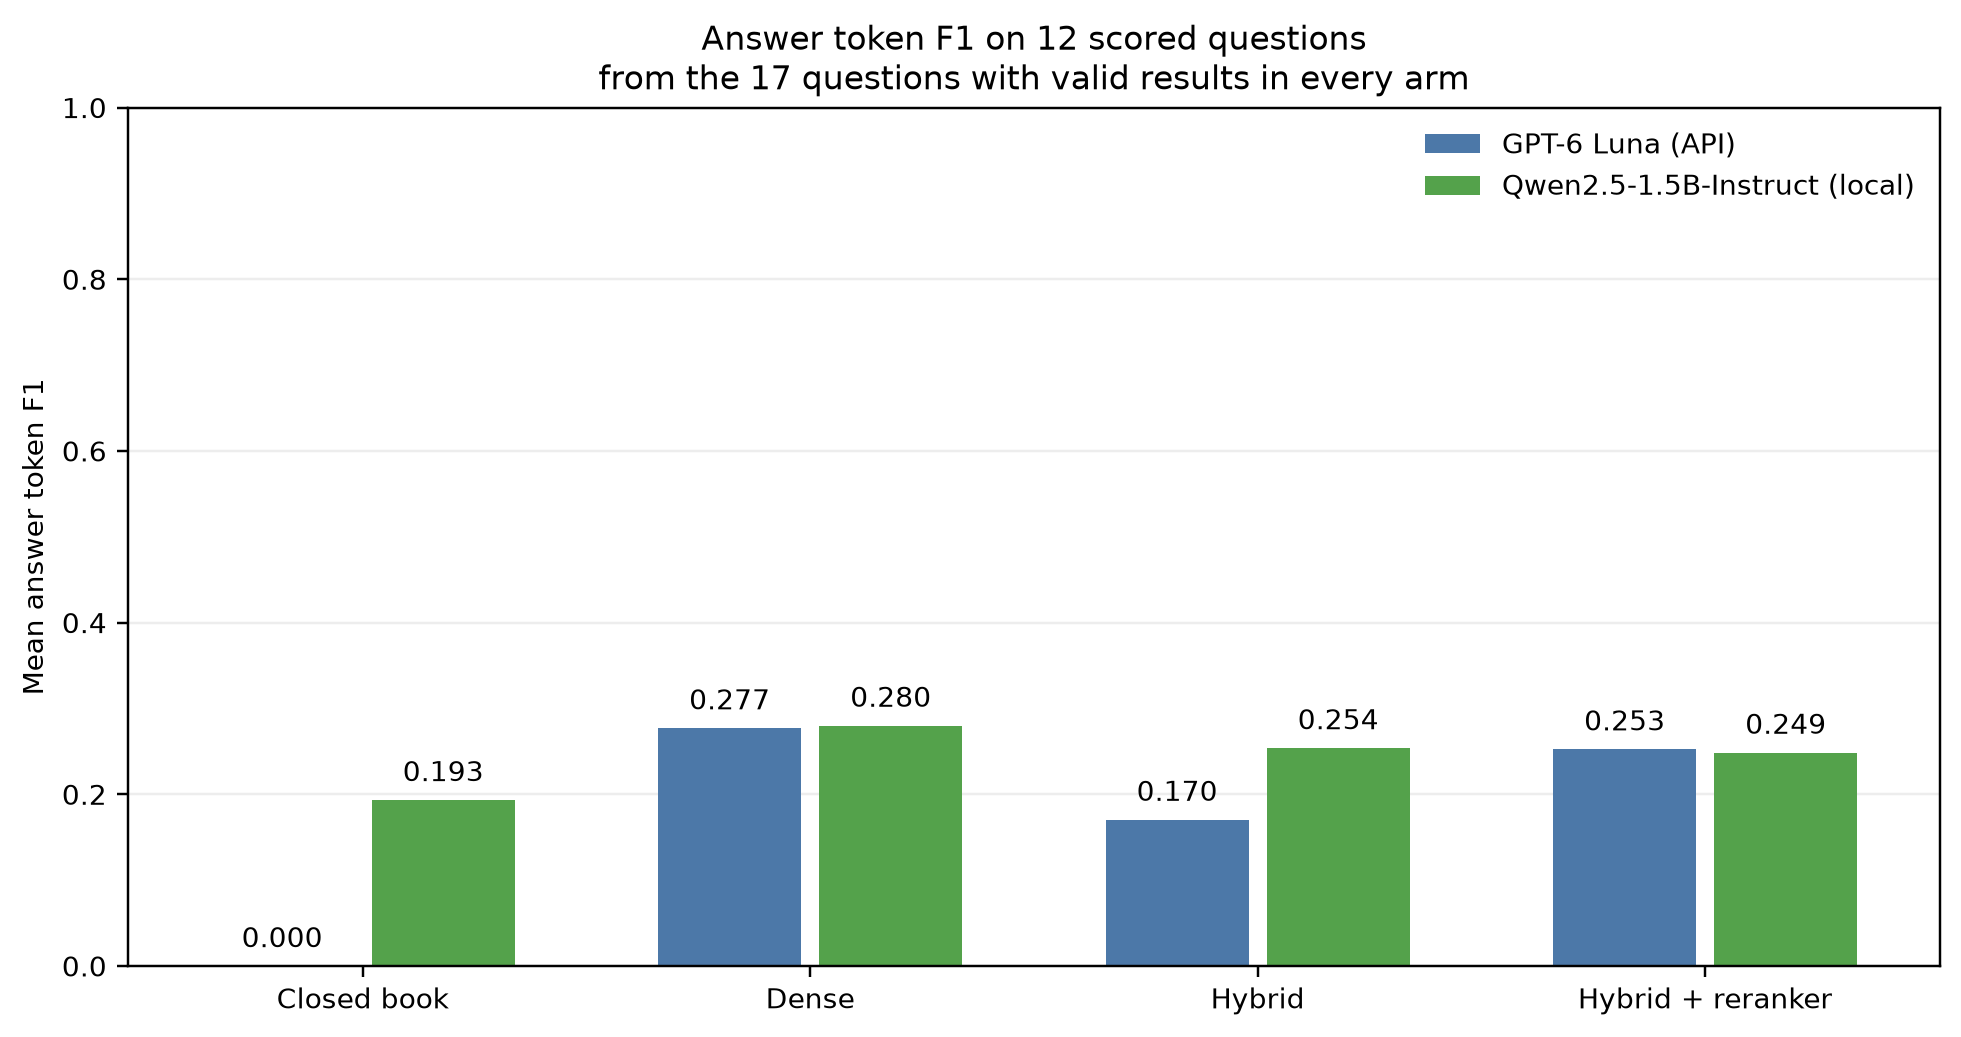 Answer token F1 on 12 scored questions
from the 17 questions with valid results in every arm
GPT-6 Luna (API)
Qwen2.5-1.5B-Instruct (local)
Mean answer token F1
1.0
0.8
0.6
0.4
0.2
0.0
0.000
0.193
0.277
0.280
0.170
0.254
0.253
0.249
Closed book
Dense
Hybrid
Hybrid + reranker